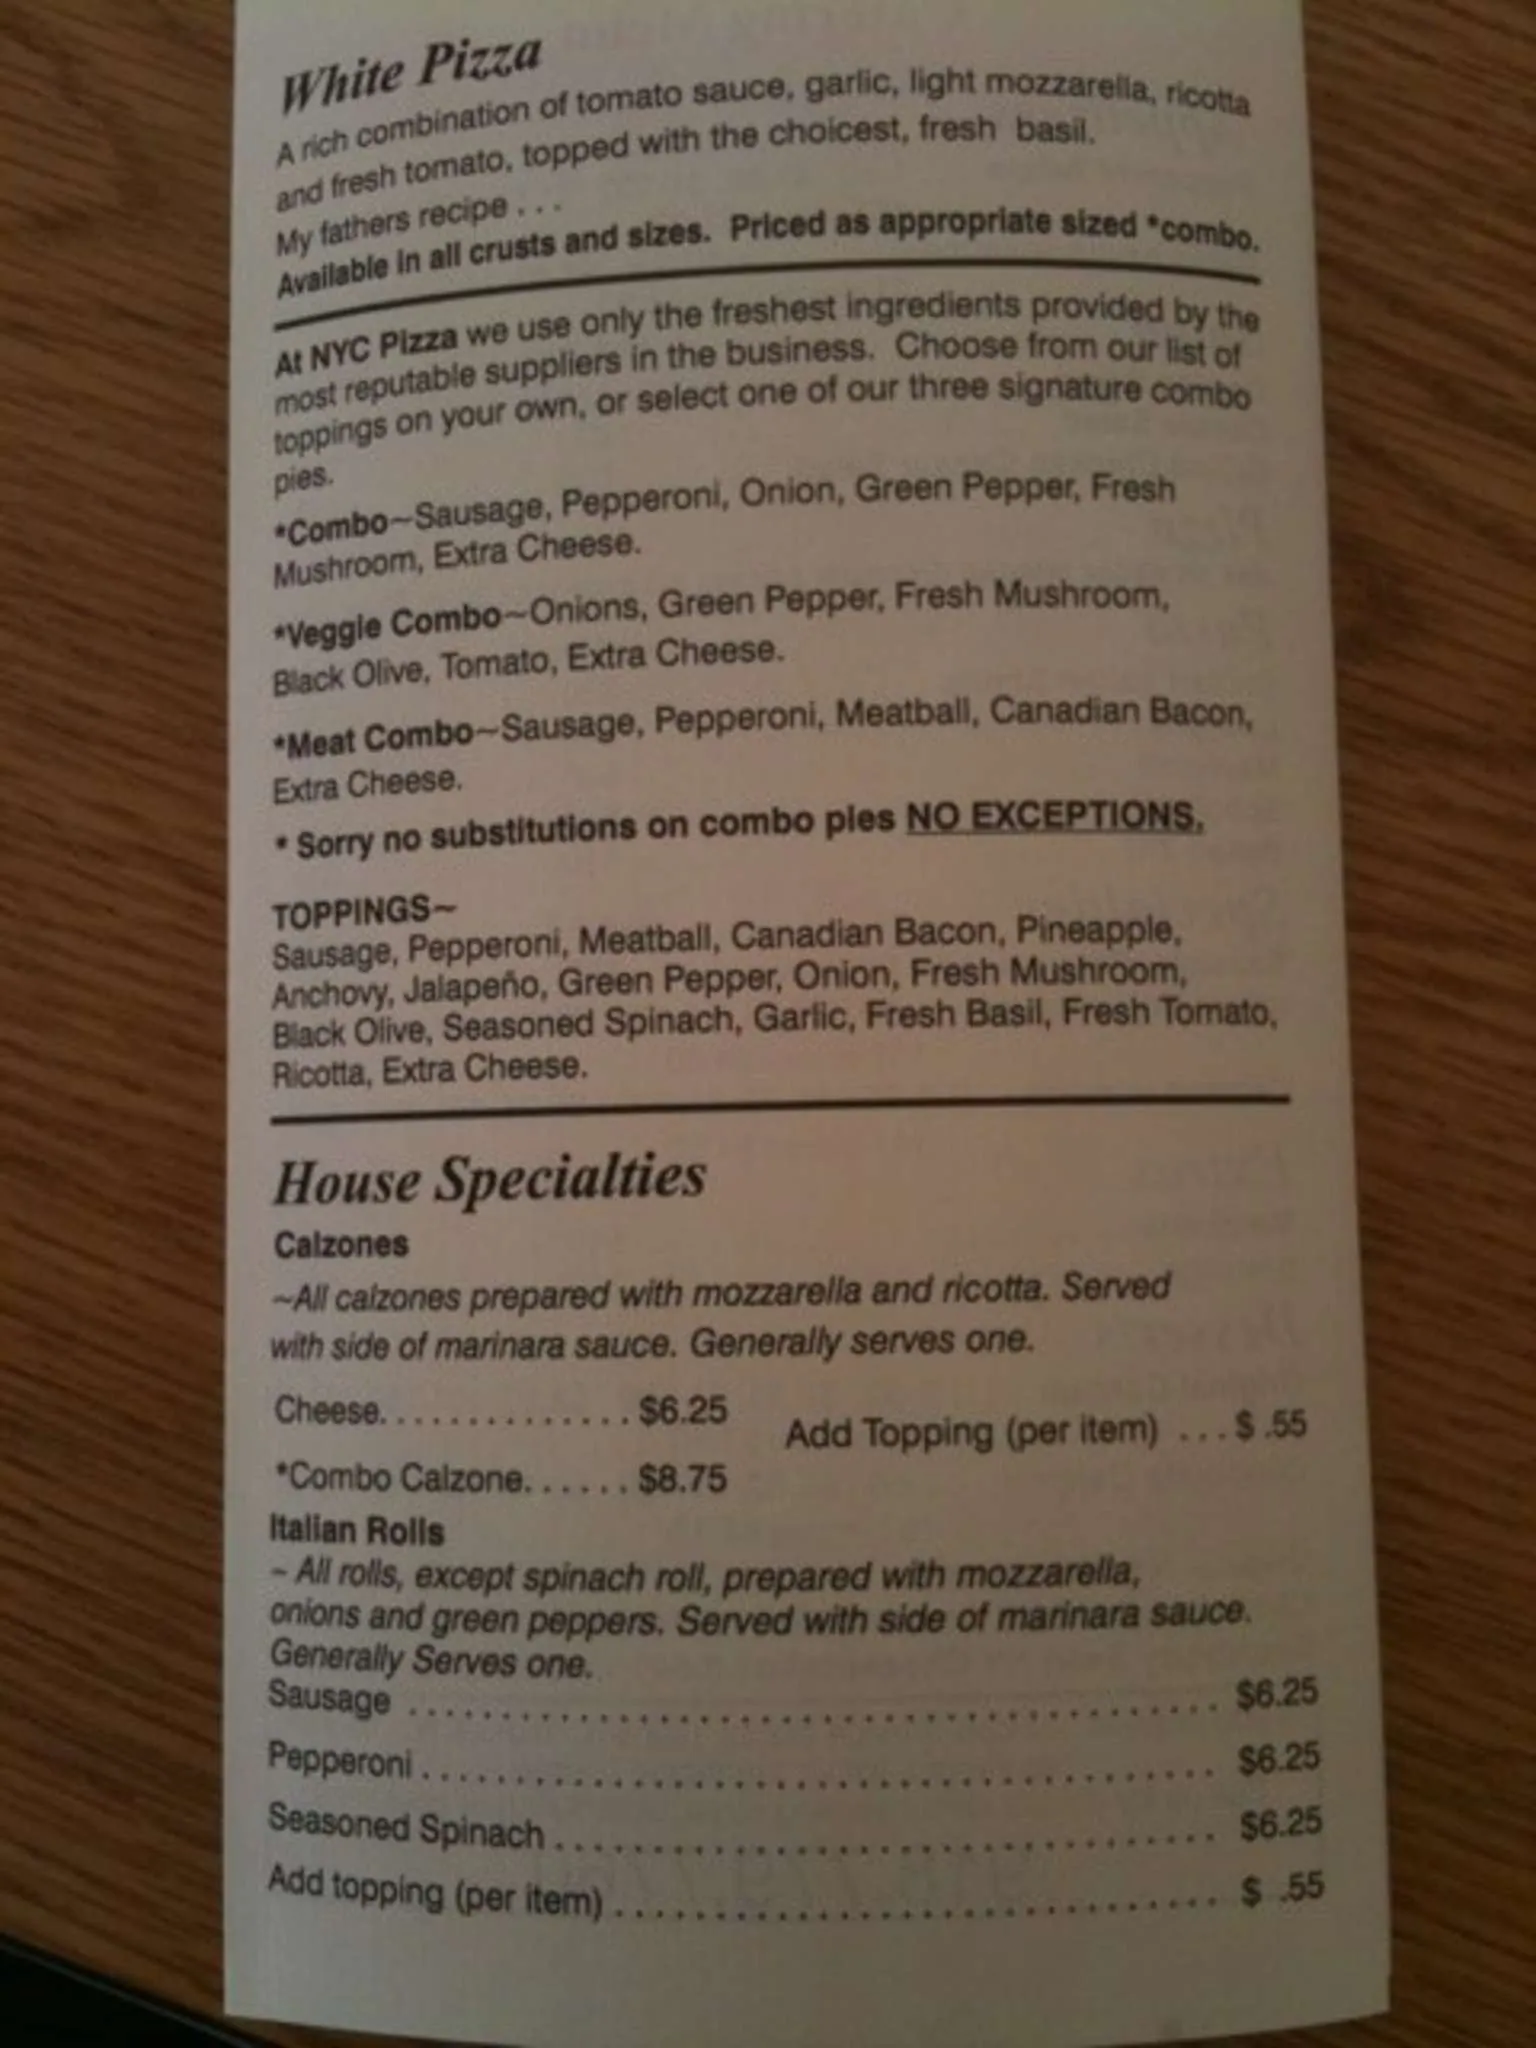 White Pizza
A rich combination of tomato sauce, garlic, light mozzarella, ricotta
and fresh tomato, topped with the choicest, fresh basil.
My fathers recipe . . .
Available in all crusts and sizes. Priced as appropriate sized *combo.
At NYC Pizza we use only the freshest ingredients provided by the
most reputable suppliers in the business. Choose from our list of
toppings on your own, or select one of our three signature combo
pies.
*Combo~Sausage, Pepperoni, Onion, Green Pepper, Fresh
Mushroom, Extra Cheese.
*Veggie Combo~Onions, Green Pepper, Fresh Mushroom,
Black Olive, Tomato, Extra Cheese.
*Meat Combo~Sausage, Pepperoni, Meatball, Canadian Bacon,
Extra Cheese.
* Sorry no substitutions on combo pies NO EXCEPTIONS.
TOPPINGS~
Sausage, Pepperoni, Meatball, Canadian Bacon, Pineapple,
Anchovy, Jalapeño, Green Pepper, Onion, Fresh Mushroom,
Black Olive, Seasoned Spinach, Garlic, Fresh Basil, Fresh Tomato,
Ricotta, Extra Cheese.
House Specialties
Calzones
~All calzones prepared with mozzarella and ricotta. Served
with side of marinara sauce. Generally serves one.
Cheese. . . . . . . . . . . . . . $6.25
Add Topping (per item) . . . $ .55
*Combo Calzone. . . . . . $8.75
Italian Rolls
~ All rolls, except spinach roll, prepared with mozzarella,
onions and green peppers. Served with side of marinara sauce.
Generally Serves one.
Sausage . . . . . . . . . . . . . . . . . . . . . . . . . . . . . . $6.25
Pepperoni . . . . . . . . . . . . . . . . . . . . . . . . . . . . . . $6.25
Seasoned Spinach . . . . . . . . . . . . . . . . . . . . . . . . . $6.25
Add topping (per item) . . . . . . . . . . . . . . . . . . . . . . $ .55